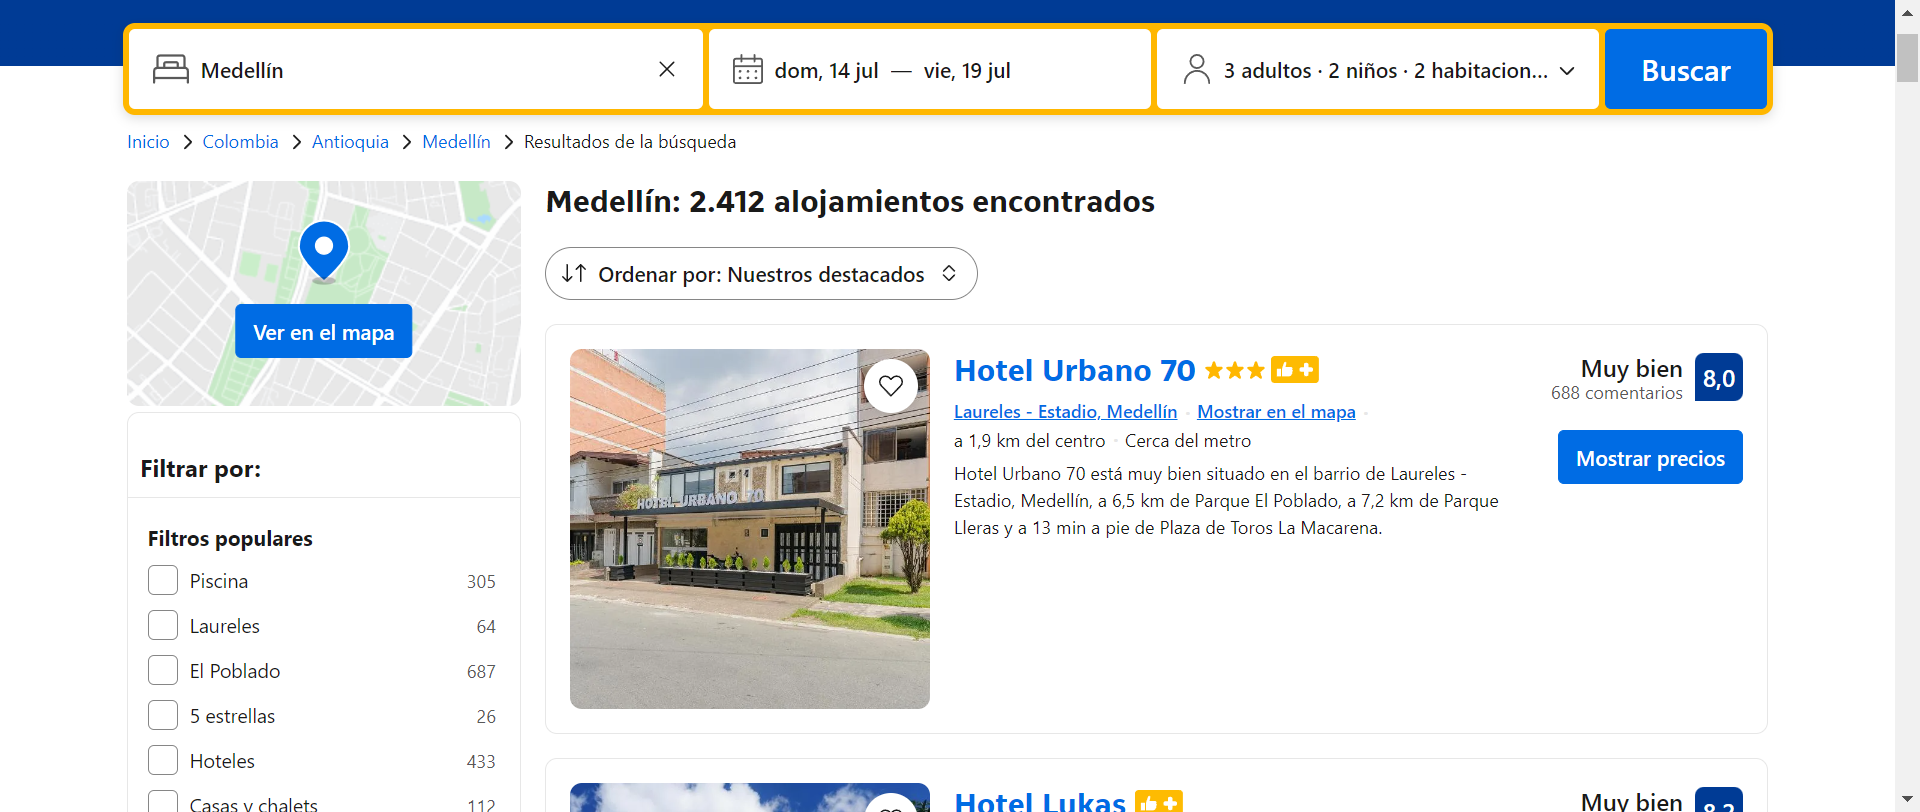 Medellín
dom, 14 jul — vie, 19 jul
3 adultos · 2 niños · 2 habitacion...
Buscar
Inicio > Colombia > Antioquia > Medellín > Resultados de la búsqueda
Ver en el mapa
Filtrar por:
Filtros populares
Piscina 305
Laureles 64
El Poblado 687
5 estrellas 26
Hoteles 433
Casas y chalets 112
Medellín: 2.412 alojamientos encontrados
Ordenar por: Nuestros destacados
HOTEL URBANO 70
Hotel Urbano 70
Laureles - Estadio, Medellín Mostrar en el mapa
a 1,9 km del centro Cerca del metro
Hotel Urbano 70 está muy bien situado en el barrio de Laureles -
Estadio, Medellín, a 6,5 km de Parque El Poblado, a 7,2 km de Parque
Lleras y a 13 min a pie de Plaza de Toros La Macarena.
Muy bien
688 comentarios
8,0
Mostrar precios
Hotel Lukas
Muy bien
8,2